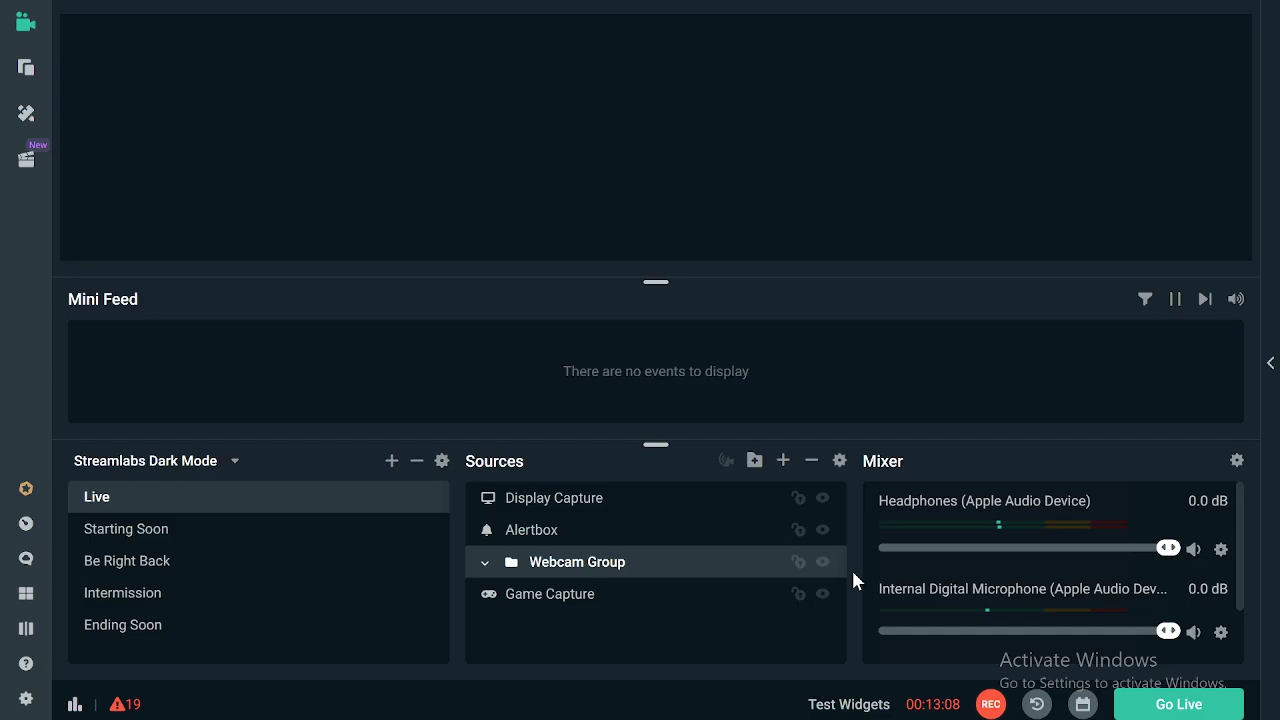 New
Mini Feed
There are no events to display
Streamlabs Dark Mode
Live
Starting Soon
Be Right Back
Intermission
Ending Soon
Sources
Display Capture
Alertbox
Webcam Group
Game Capture
Mixer
Headphones (Apple Audio Device) 0.0 dB
Internal Digital Microphone (Apple Audio Dev... 0.0 dB
Activate Windows
Go to Settings to activate Windows.
19
Test Widgets 00:13:08 REC Go Live